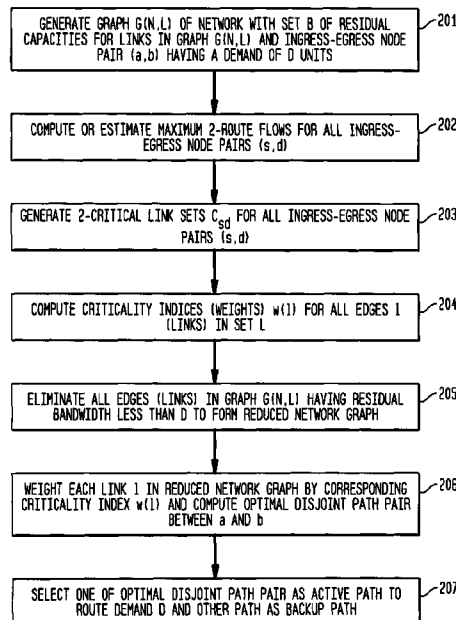 GENERATE GRAPH G(N,L) OF NETWORK WITH SET B OF RESIDUAL
CAPACITIES FOR LINKS IN GRAPH G(N,L) AND INGRESS-EGRESS NODE
PAIR (a,b) HAVING A DEMAND OF D UNITS
201
COMPUTE OR ESTIMATE MAXIMUM 2-ROUTE FLOWS FOR ALL INGRESS-
EGRESS NODE PAIRS (s,d)
202
GENERATE 2-CRITICAL LINK SETS Csd FOR ALL INGRESS-EGRESS NODE
PAIRS (s,d)
203
COMPUTE CRITICALITY INDICES (WEIGHTS) w(l) FOR ALL EDGES l
(LINKS) IN SET L
204
ELIMINATE ALL EDGES (LINKS) IN GRAPH G(N,L) HAVING RESIDUAL
BANDWIDTH LESS THAN D TO FORM REDUCED NETWORK GRAPH
205
WEIGHT EACH LINK l IN REDUCED NETWORK GRAPH BY CORRESPONDING
CRITICALITY INDEX w(l) AND COMPUTE OPTIMAL DISJOINT PATH PAIR
BETWEEN a AND b
206
SELECT ONE OF OPTIMAL DISJOINT PATH PAIR AS ACTIVE PATH TO
ROUTE DEMAND D AND OTHER PATH AS BACKUP PATH
207